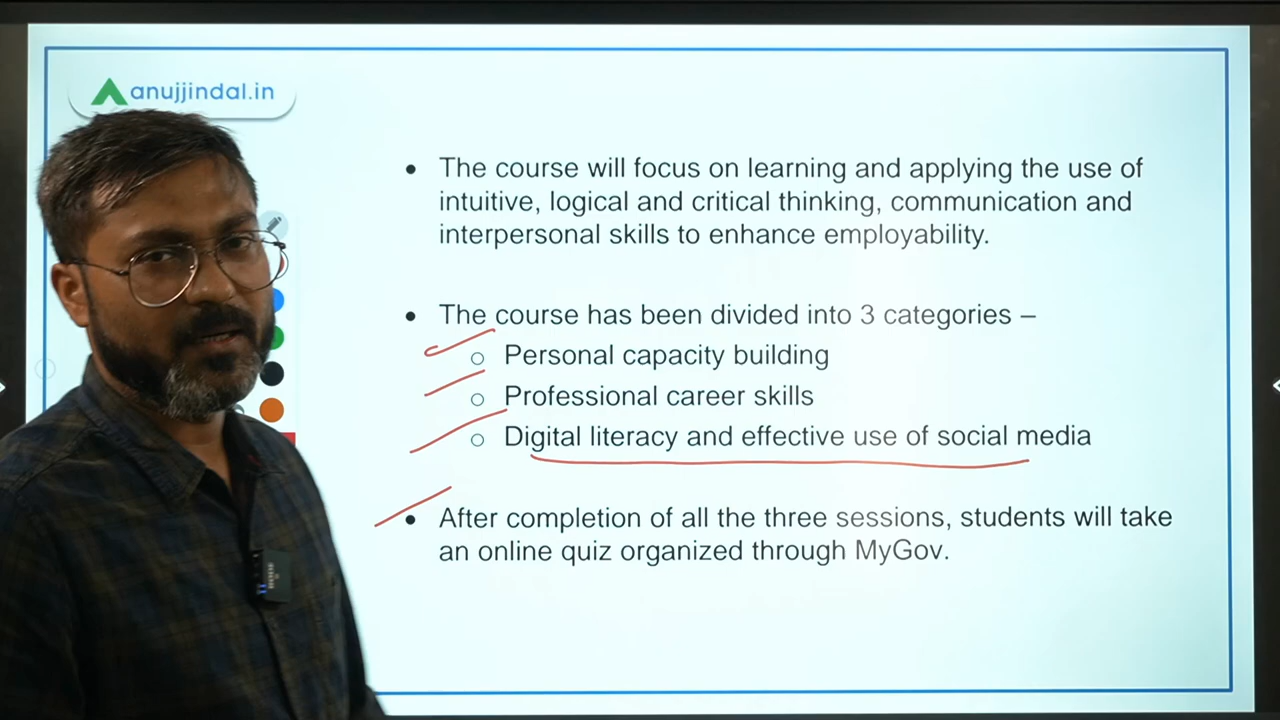 anujjindal.in
• The course will focus on learning and applying the use of
intuitive, logical and critical thinking, communication and
interpersonal skills to enhance employability.
• The course has been divided into 3 categories –
o Personal capacity building
o Professional career skills
o Digital literacy and effective use of social media
• After completion of all the three sessions, students will take
an online quiz organized through MyGov.